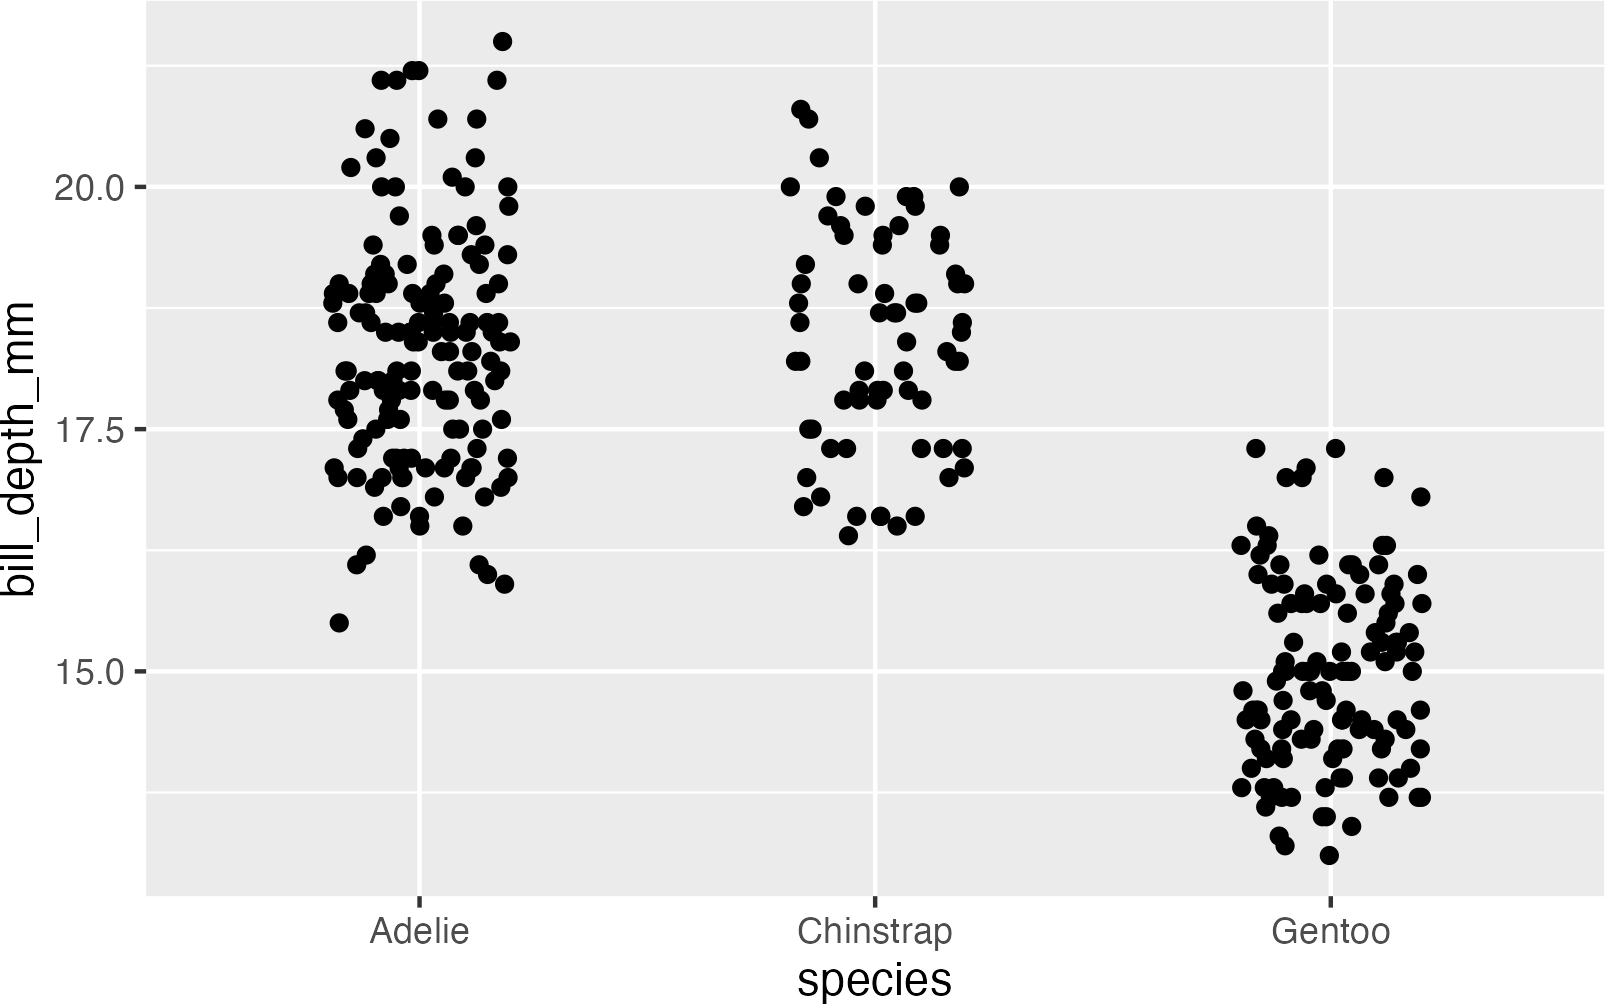 bill_depth_mm
20.0
17.5
15.0
Adelie
Chinstrap
Gentoo
species